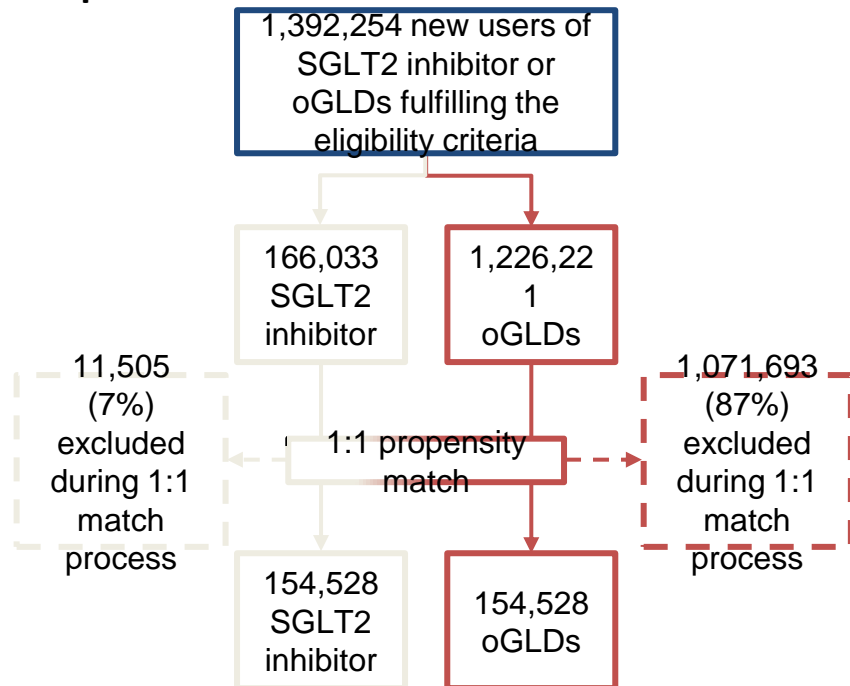 1,392,254 new users of
SGLT2 inhibitor or
oGLDs fulfilling the
eligibility criteria
166,033
SGLT2
inhibitor
1,226,22
1
oGLDs
11,505
(7%)
excluded
during 1:1
match
process
1:1 propensity
match
1,071,693
(87%)
excluded
during 1:1
match
process
154,528
SGLT2
inhibitor
154,528
oGLDs